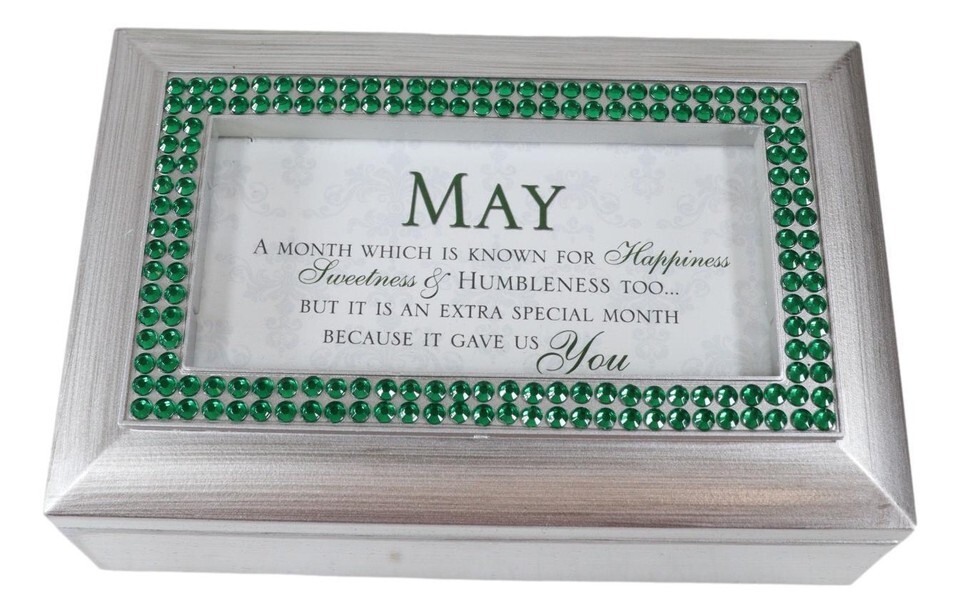 MAY
A MONTH WHICH IS KNOWN FOR Happiness
Sweetness & HUMBLENESS TOO...
BUT IT IS AN EXTRA SPECIAL MONTH
BECAUSE IT GAVE US You